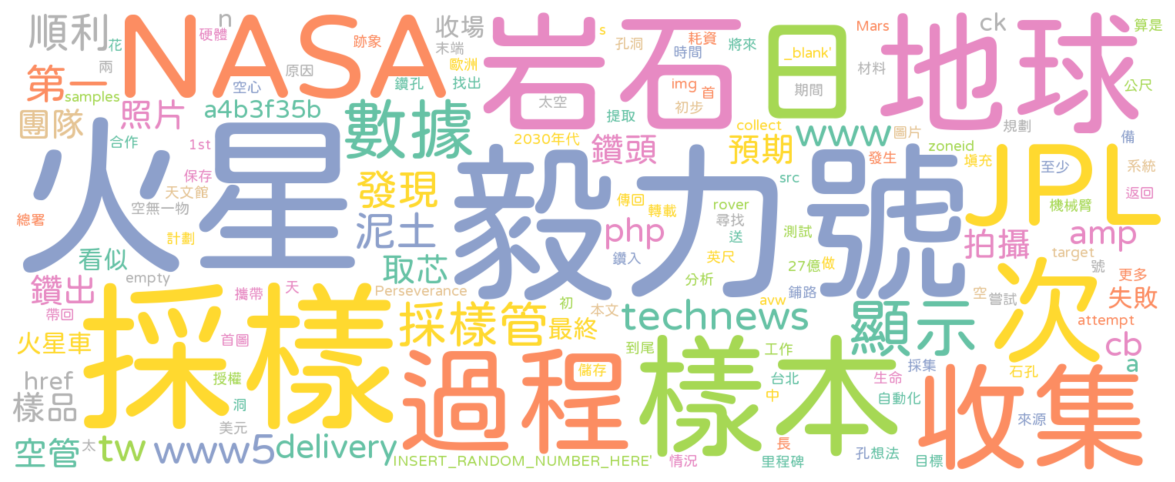 順利
花
n
收場
s
孔洞
耗資
將來
_blank'
Mars
ck
算是
NASA
硬體
跡象
末端
時間
岩石
日
地球
兩
原因
歐洲
太空
img
首
期間
材料
公尺
第一
samples
空心
鑽孔
找出
提取
初步
團隊
照片
a4b3f35b
數據
collect
www
圖片
規劃
備
合作
1st
2030年代
鑽頭
預期
zoneid
發生
填充
至少
系統
火星
毅力號
JPL
保存
天文館
空無一物
發現
傳回
轉載
src
rover
尋找
送
返回
機械臂
總署
計劃
泥土
php
測試
拍攝
amp
看似
empty
取芯
鑽入
英尺
27億
做
target
號
更多
鑽出
攜帶
天
Perseverance
分析
鋪路
avw
空
嘗試
失敗
帶回
初
本文
採樣
採樣管
最終
technews
顯示
次
attempt
火星車
首圖
到尾
工作
cb
href
授權
過程
儲存
樣本
台北
採集
石孔
a
樣品
洞
中
生命
自動化
收集
美元
來源
空管
太
tw
www5
delivery
長
INSERT_RANDOM_NUMBER_HERE'
情況
里程碑
孔
想法
目標